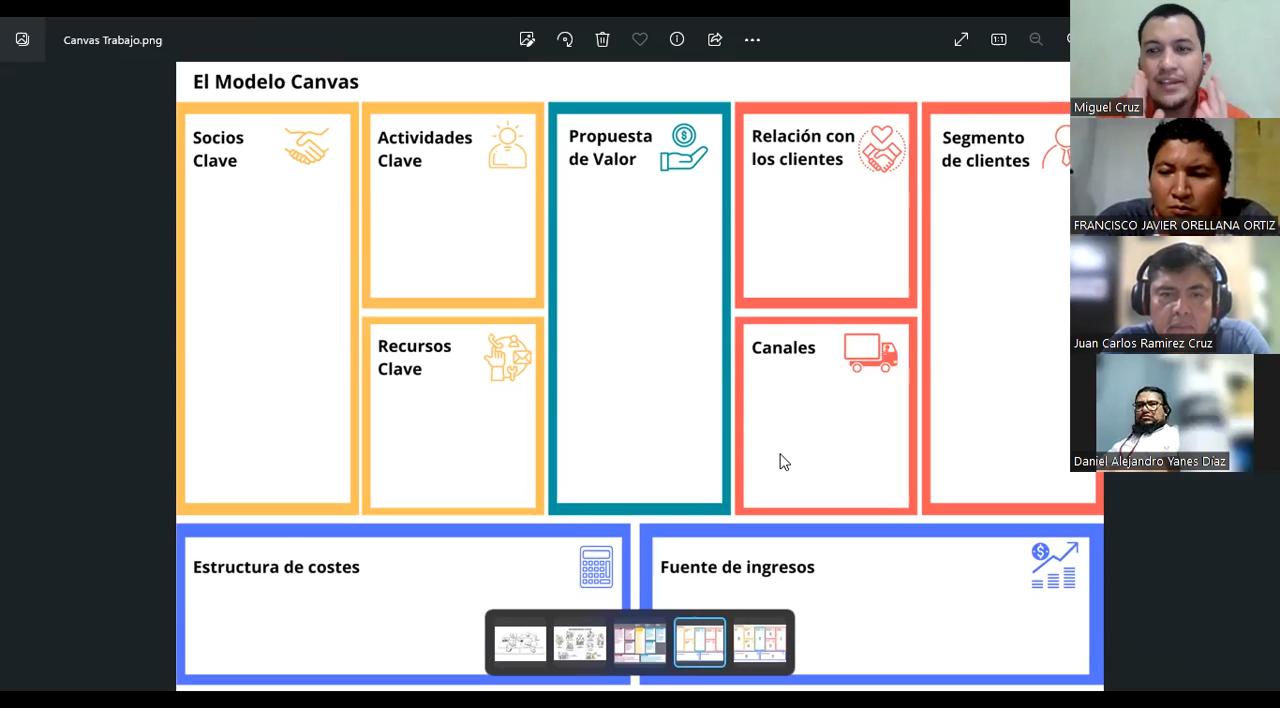 Canvas Trabajo.png
El Modelo Canvas
Socios
Clave
Actividades
Clave
Recursos
Clave
Propuesta
de Valor
$
Relación con
los clientes
Canales
Segmento
de clientes
Estructura de costes
Fuente de ingresos
$
1:1
Miguel Cruz
FRANCISCO JAVIER ORELLANA ORTIZ
Juan Carlos Ramirez Cruz
Daniel Alejandro Yanes Díaz